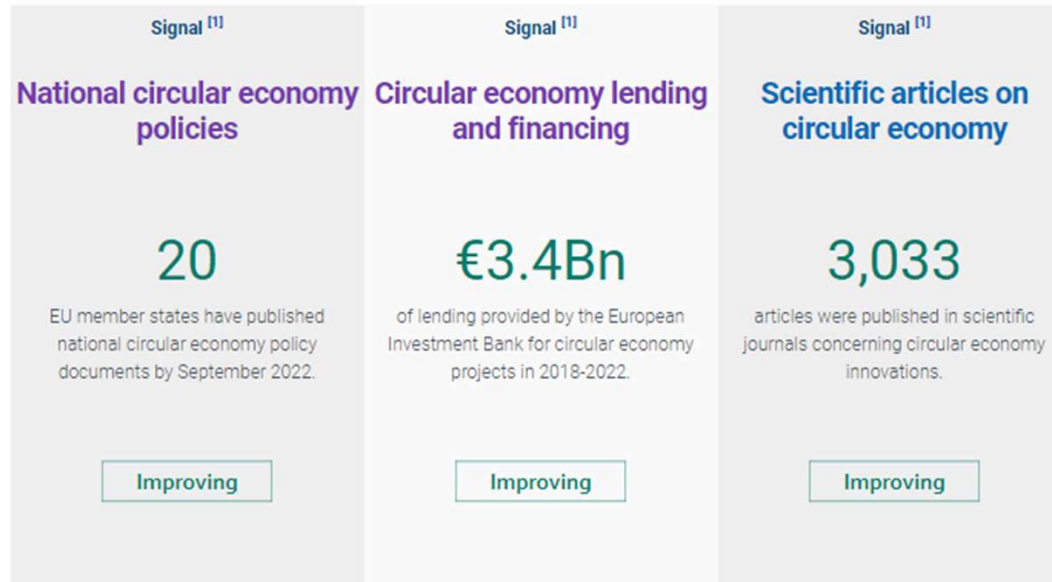 Signal [1]
National circular economy
policies
20
EU member states have published
national circular economy policy
documents by September 2022.
Improving
Signal [1]
Circular economy lending
and financing
€3.4Bn
of lending provided by the European
Investment Bank for circular economy
projects in 2018-2022.
Improving
Signal [1]
Scientific articles on
circular economy
3,033
articles were published in scientific
journals concerning circular economy
innovations.
Improving